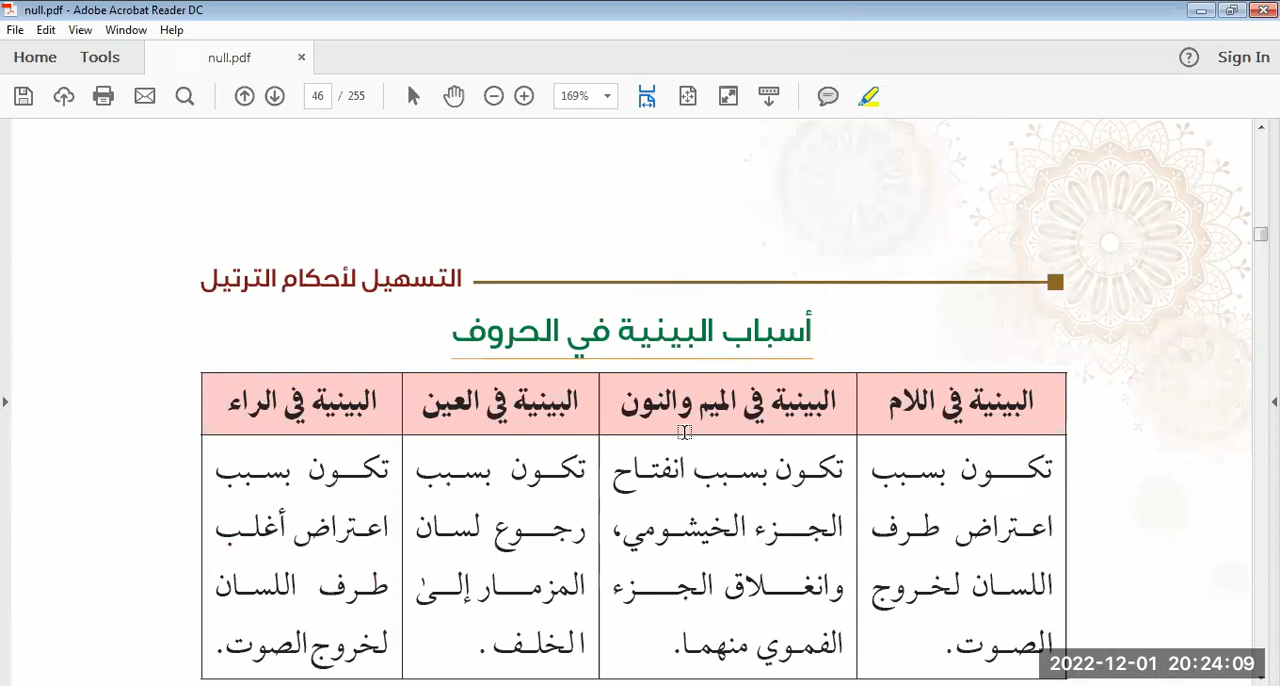 null.pdf - Adobe Acrobat Reader DC
File Edit View Window Help
Home Tools null.pdf × ? Sign In
46 / 255 169%
التسهيل لأحكام الترتيل
أسباب البينية في الحروف
البينية في اللام
تكون بسبب
اعتراض طرف
اللسان لخروج
الصوت.
البينية في الميم والنون
تكون بسبب انفتاح
الجزء الخيشومي،
وانغلاق الجزء
الفموي منهما.
البينية في العين
تكون بسبب
رجوع لسان
المزمار إلىٰ
الخلف .
البينية في الراء
تكون بسبب
اعتراض أغلب
طرف اللسان
لخروج الصوت.
2022-12-01 20:24:09